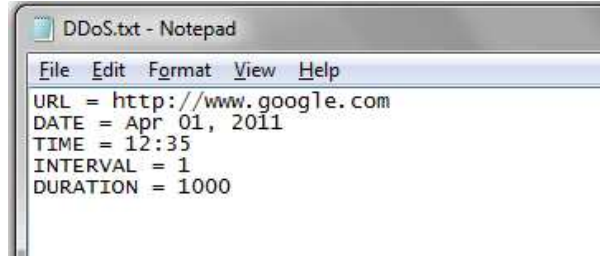 DDoS.txt - Notepad
File Edit Format View Help
URL = http://www.google.com
DATE = Apr 01, 2011
TIME = 12:35
INTERVAL = 1
DURATION = 1000